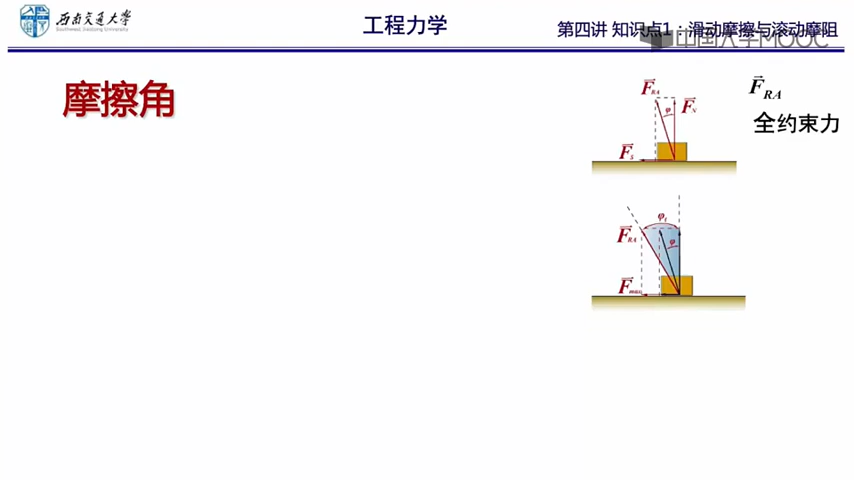 西南交通大学
Southwest Jiaotong University
工程力学
第四讲 知识点1：滑动摩擦与滚动摩阻
中国大学MOOC
摩擦角
F_RA
φ
F_N
F_S
F_RA
全约束力
φ_f
F_RA
φ
F_max